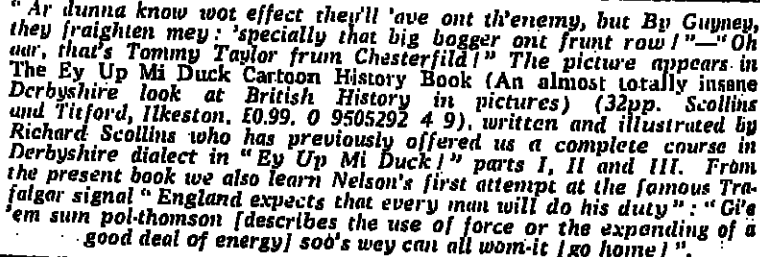 "Ar dunna know wot effect they'll 'ave ont th'enemy, but By Guyney,
they fraighten mey: 'specially that big bogger ont frunt row!"—"Oh
aar, that's Tommy Taylor frum Chesterfild!" The picture appears in
The Ey Up Mi Duck Cartoon History Book (An almost totally insane
Derbyshire look at British History in pictures) (32pp. Scollins
and Titford, Ilkeston. £0.99. 0 9505292 4 9), written and illustrated by
Richard Scollins who has previously offered us a complete course in
Derbyshire dialect in "Ey Up Mi Duck!" parts I, II and III. From
the present book we also learn Nelson's first attempt at the famous Tra-
falgar signal "England expects that every man will do his duty": "Gi'e
'em sum pol-thomson [describes the use of force or the expanding of a
good deal of energy] soo's wey can all wom-it [go home]".